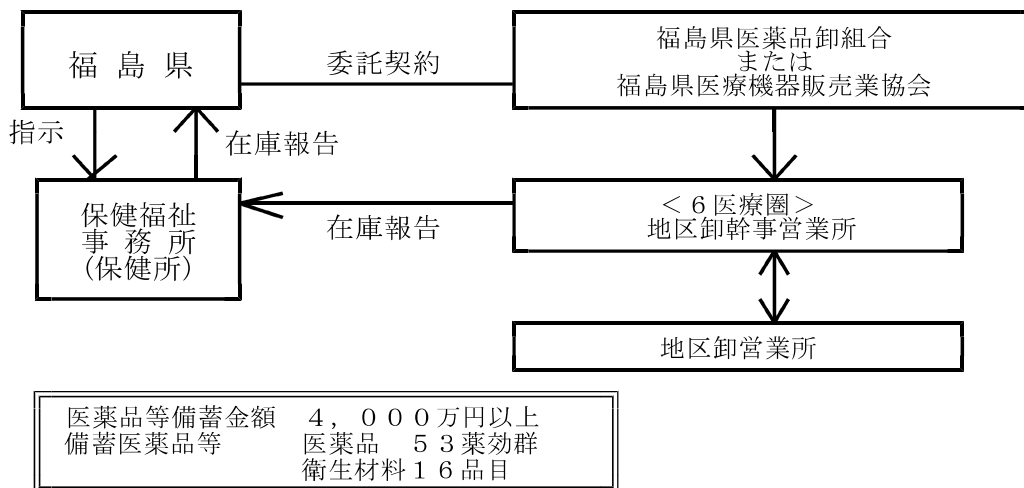 福 島 県
委託契約
福島県医薬品卸組合
または
福島県医療機器販売業協会
指示
在庫報告
保健福祉
事 務 所
(保健所)
在庫報告
＜６医療圏＞
地区卸幹事営業所
地区卸営業所
医薬品等備蓄金額　４，０００万円以上
備蓄医薬品等　　　医薬品　５３薬効群
衛生材料１６品目